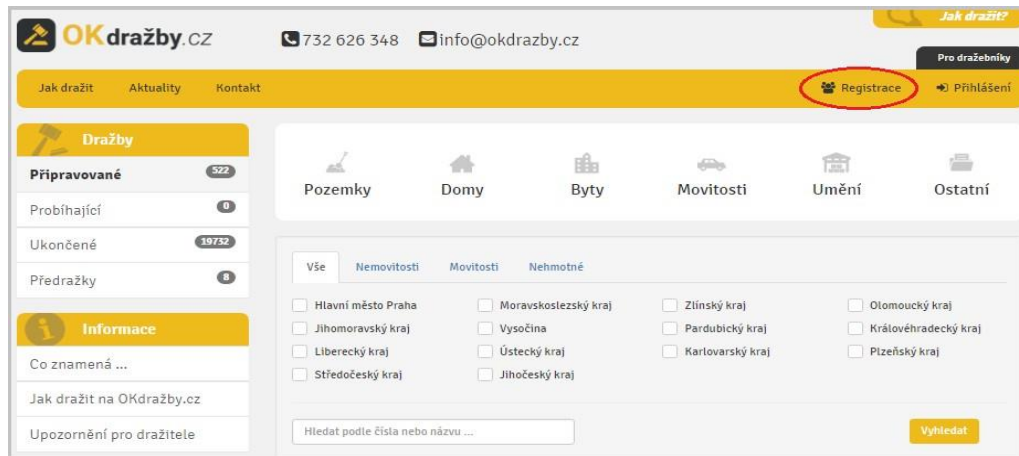 Jak dražit?
OKdražby.cz
732 626 348 info@okdrazby.cz
Pro dražebníky
Jak dražit Aktuality Kontakt Registrace Přihlášení
Dražby
Připravované 522
Probíhající 0
Ukončené 19732
Předražky 8
Informace
Co znamená ...
Jak dražit na OKdražby.cz
Upozornění pro dražitele
Pozemky Domy Byty Movitosti Umění Ostatní
Vše Nemovitosti Movitosti Nehmotné
Hlavní město Praha Moravskoslezský kraj Zlínský kraj Olomoucký kraj
Jihomoravský kraj Vysočina Pardubický kraj Královéhradecký kraj
Liberecký kraj Ústecký kraj Karlovarský kraj Plzeňský kraj
Středočeský kraj Jihočeský kraj
Hledat podle čísla nebo názvu ... Vyhledat